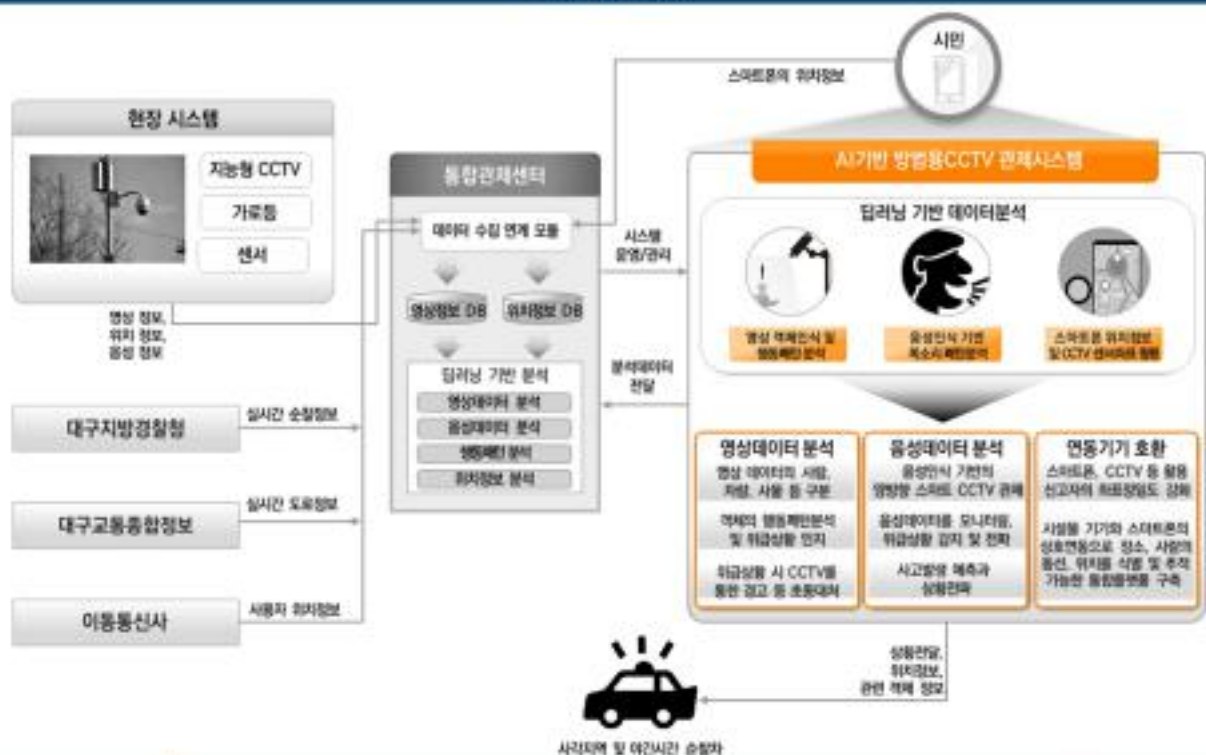 시민
스마트폰의 위치정보
현장 시스템
지능형 CCTV
가로등
센서
영상 정보,
위치 정보,
음성 정보
통합관제센터
데이터 수집 연계 모듈
영상정보 DB
위치정보 DB
딥러닝 기반 분석
영상데이터 분석
음성데이터 분석
행동패턴 분석
위치정보 분석
시스템
운영/관리
분석데이터
전달
대구지방경찰청
실시간 순찰정보
대구교통종합정보
실시간 도로정보
이동통신사
사용자 위치정보
AI기반 방범용CCTV 관제시스템
딥러닝 기반 데이터분석
영상 객체인식 및
행동패턴 분석
음성인식 기반
목소리 패턴분석
스마트폰 위치정보
및 CCTV 센서좌표 활용
영상데이터 분석
영상 데이터의 사람,
차량, 사물 등 구분
객체의 행동패턴분석
및 위급상황 인지
위급상황 시 CCTV를
통한 경고 등 초동대처
음성데이터 분석
음성인식 기반의
양방향 스마트 CCTV 관제
음성데이터를 모니터링,
위급상황 감지 및 전파
사고발생 예측과
상황전파
연동기기 호환
스마트폰, CCTV 등 활용
신고자의 좌표정밀도 강화
시설물 기기와 스마트폰의
상호연동으로 장소, 사람의
동선, 위치를 식별 및 추적
가능한 통합플랫폼 구축
상황전달,
위치정보,
관련 객체 정보
사각지역 및 야간시간 순찰차